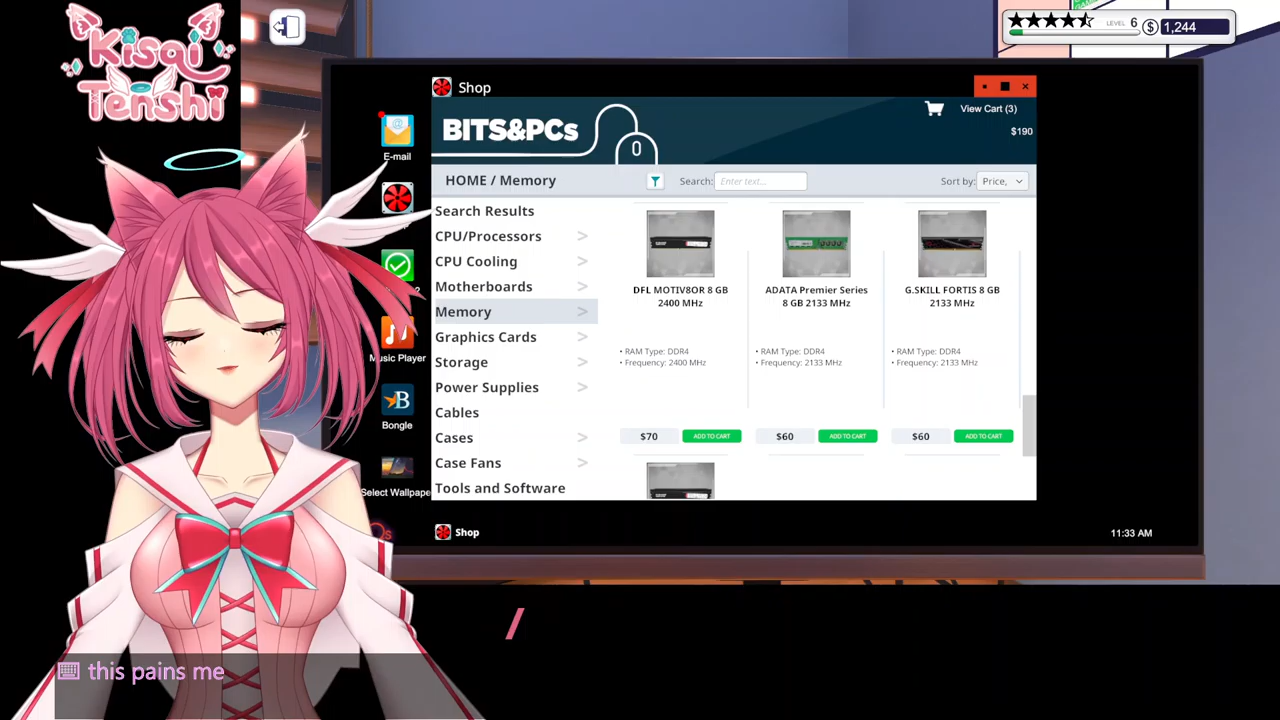 Kisai
Tenshi
LEVEL 6
$ 1,244
Shop
BITS&PCs
View Cart (3)
$190
HOME / Memory
Search: Enter text...
Sort by: Price,
E-mail
Music Player
Bongle
Select Wallpape
Search Results
CPU/Processors >
CPU Cooling >
Motherboards >
Memory >
Graphics Cards >
Storage >
Power Supplies >
Cables
Cases >
Case Fans >
Tools and Software
DFL MOTIV8OR 8 GB
2400 MHz
• RAM Type: DDR4
• Frequency: 2400 MHz
$70 ADD TO CART
ADATA Premier Series
8 GB 2133 MHz
• RAM Type: DDR4
• Frequency: 2133 MHz
$60 ADD TO CART
G.SKILL FORTIS 8 GB
2133 MHz
• RAM Type: DDR4
• Frequency: 2133 MHz
$60 ADD TO CART
Shop
11:33 AM
/
this pains me